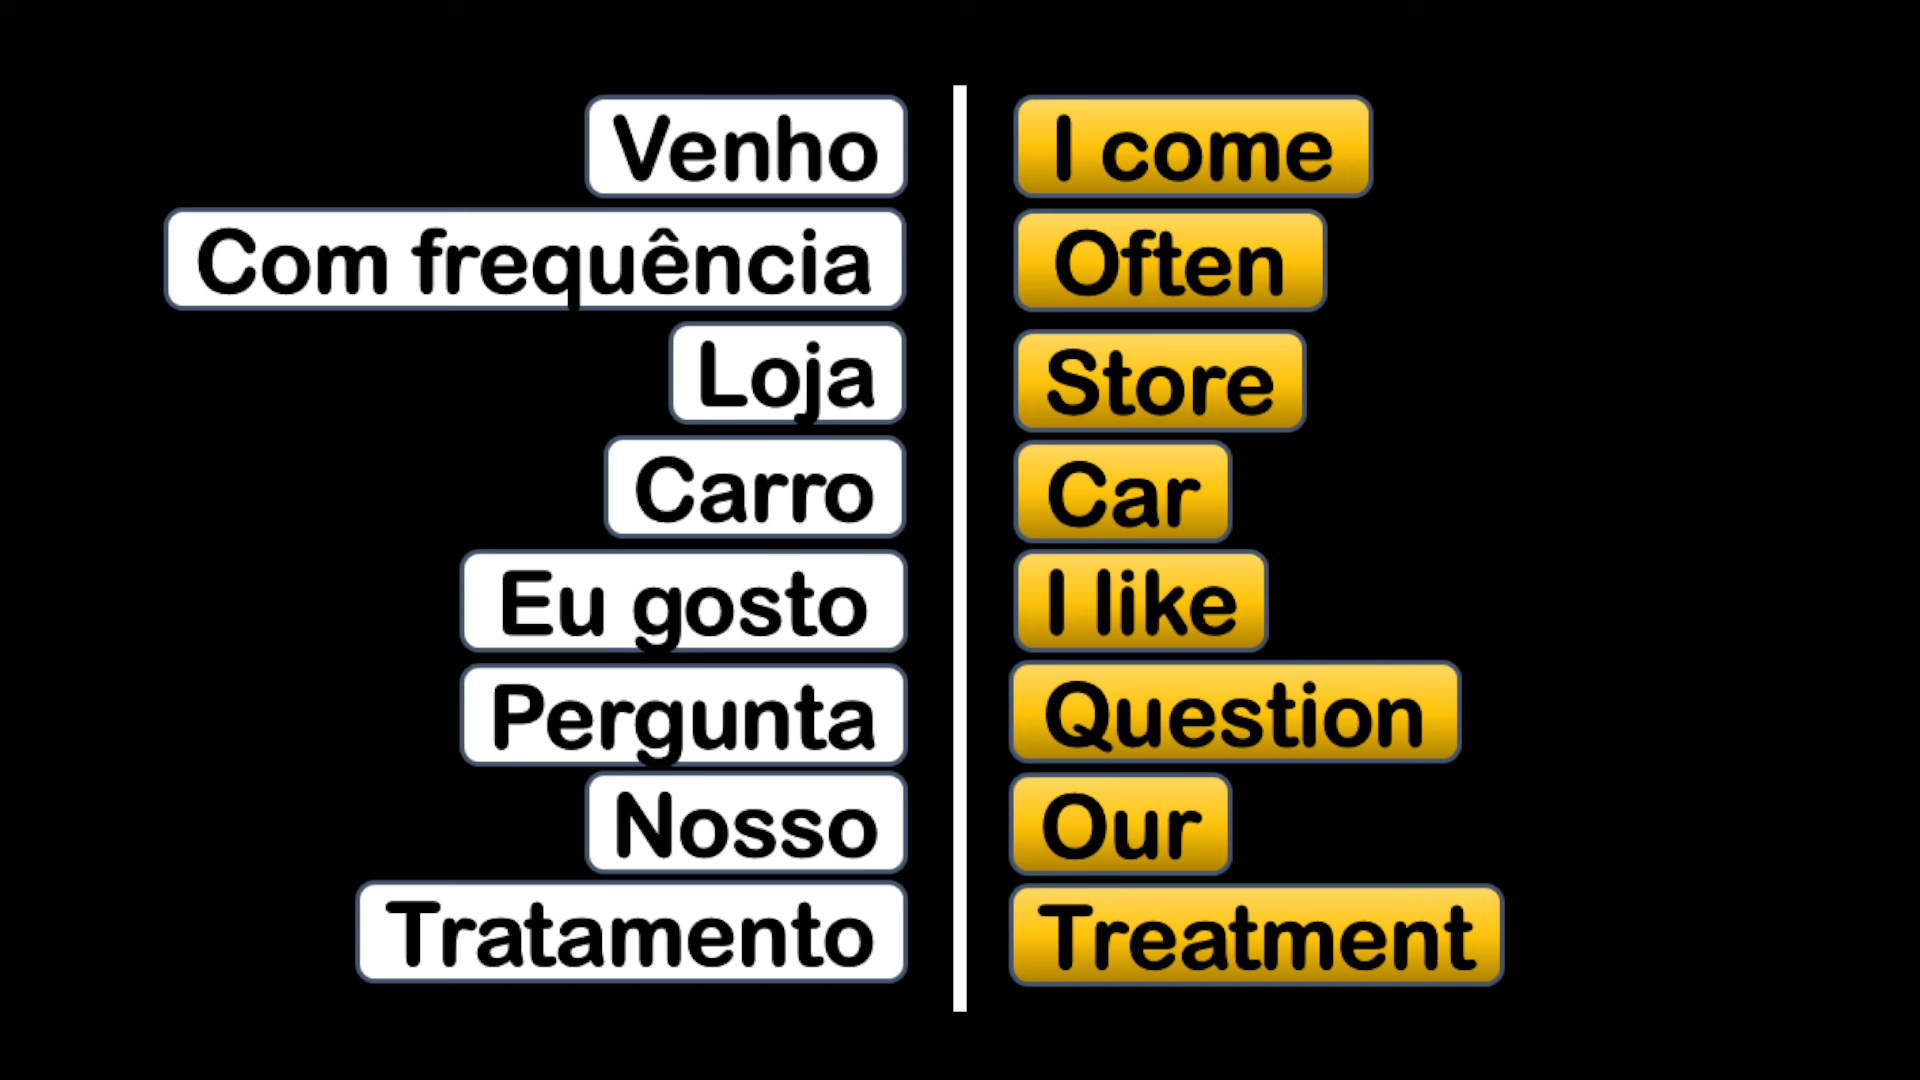 Venho I come
Com frequência Often
Loja Store
Carro Car
Eu gosto I like
Pergunta Question
Nosso Our
Tratamento Treatment